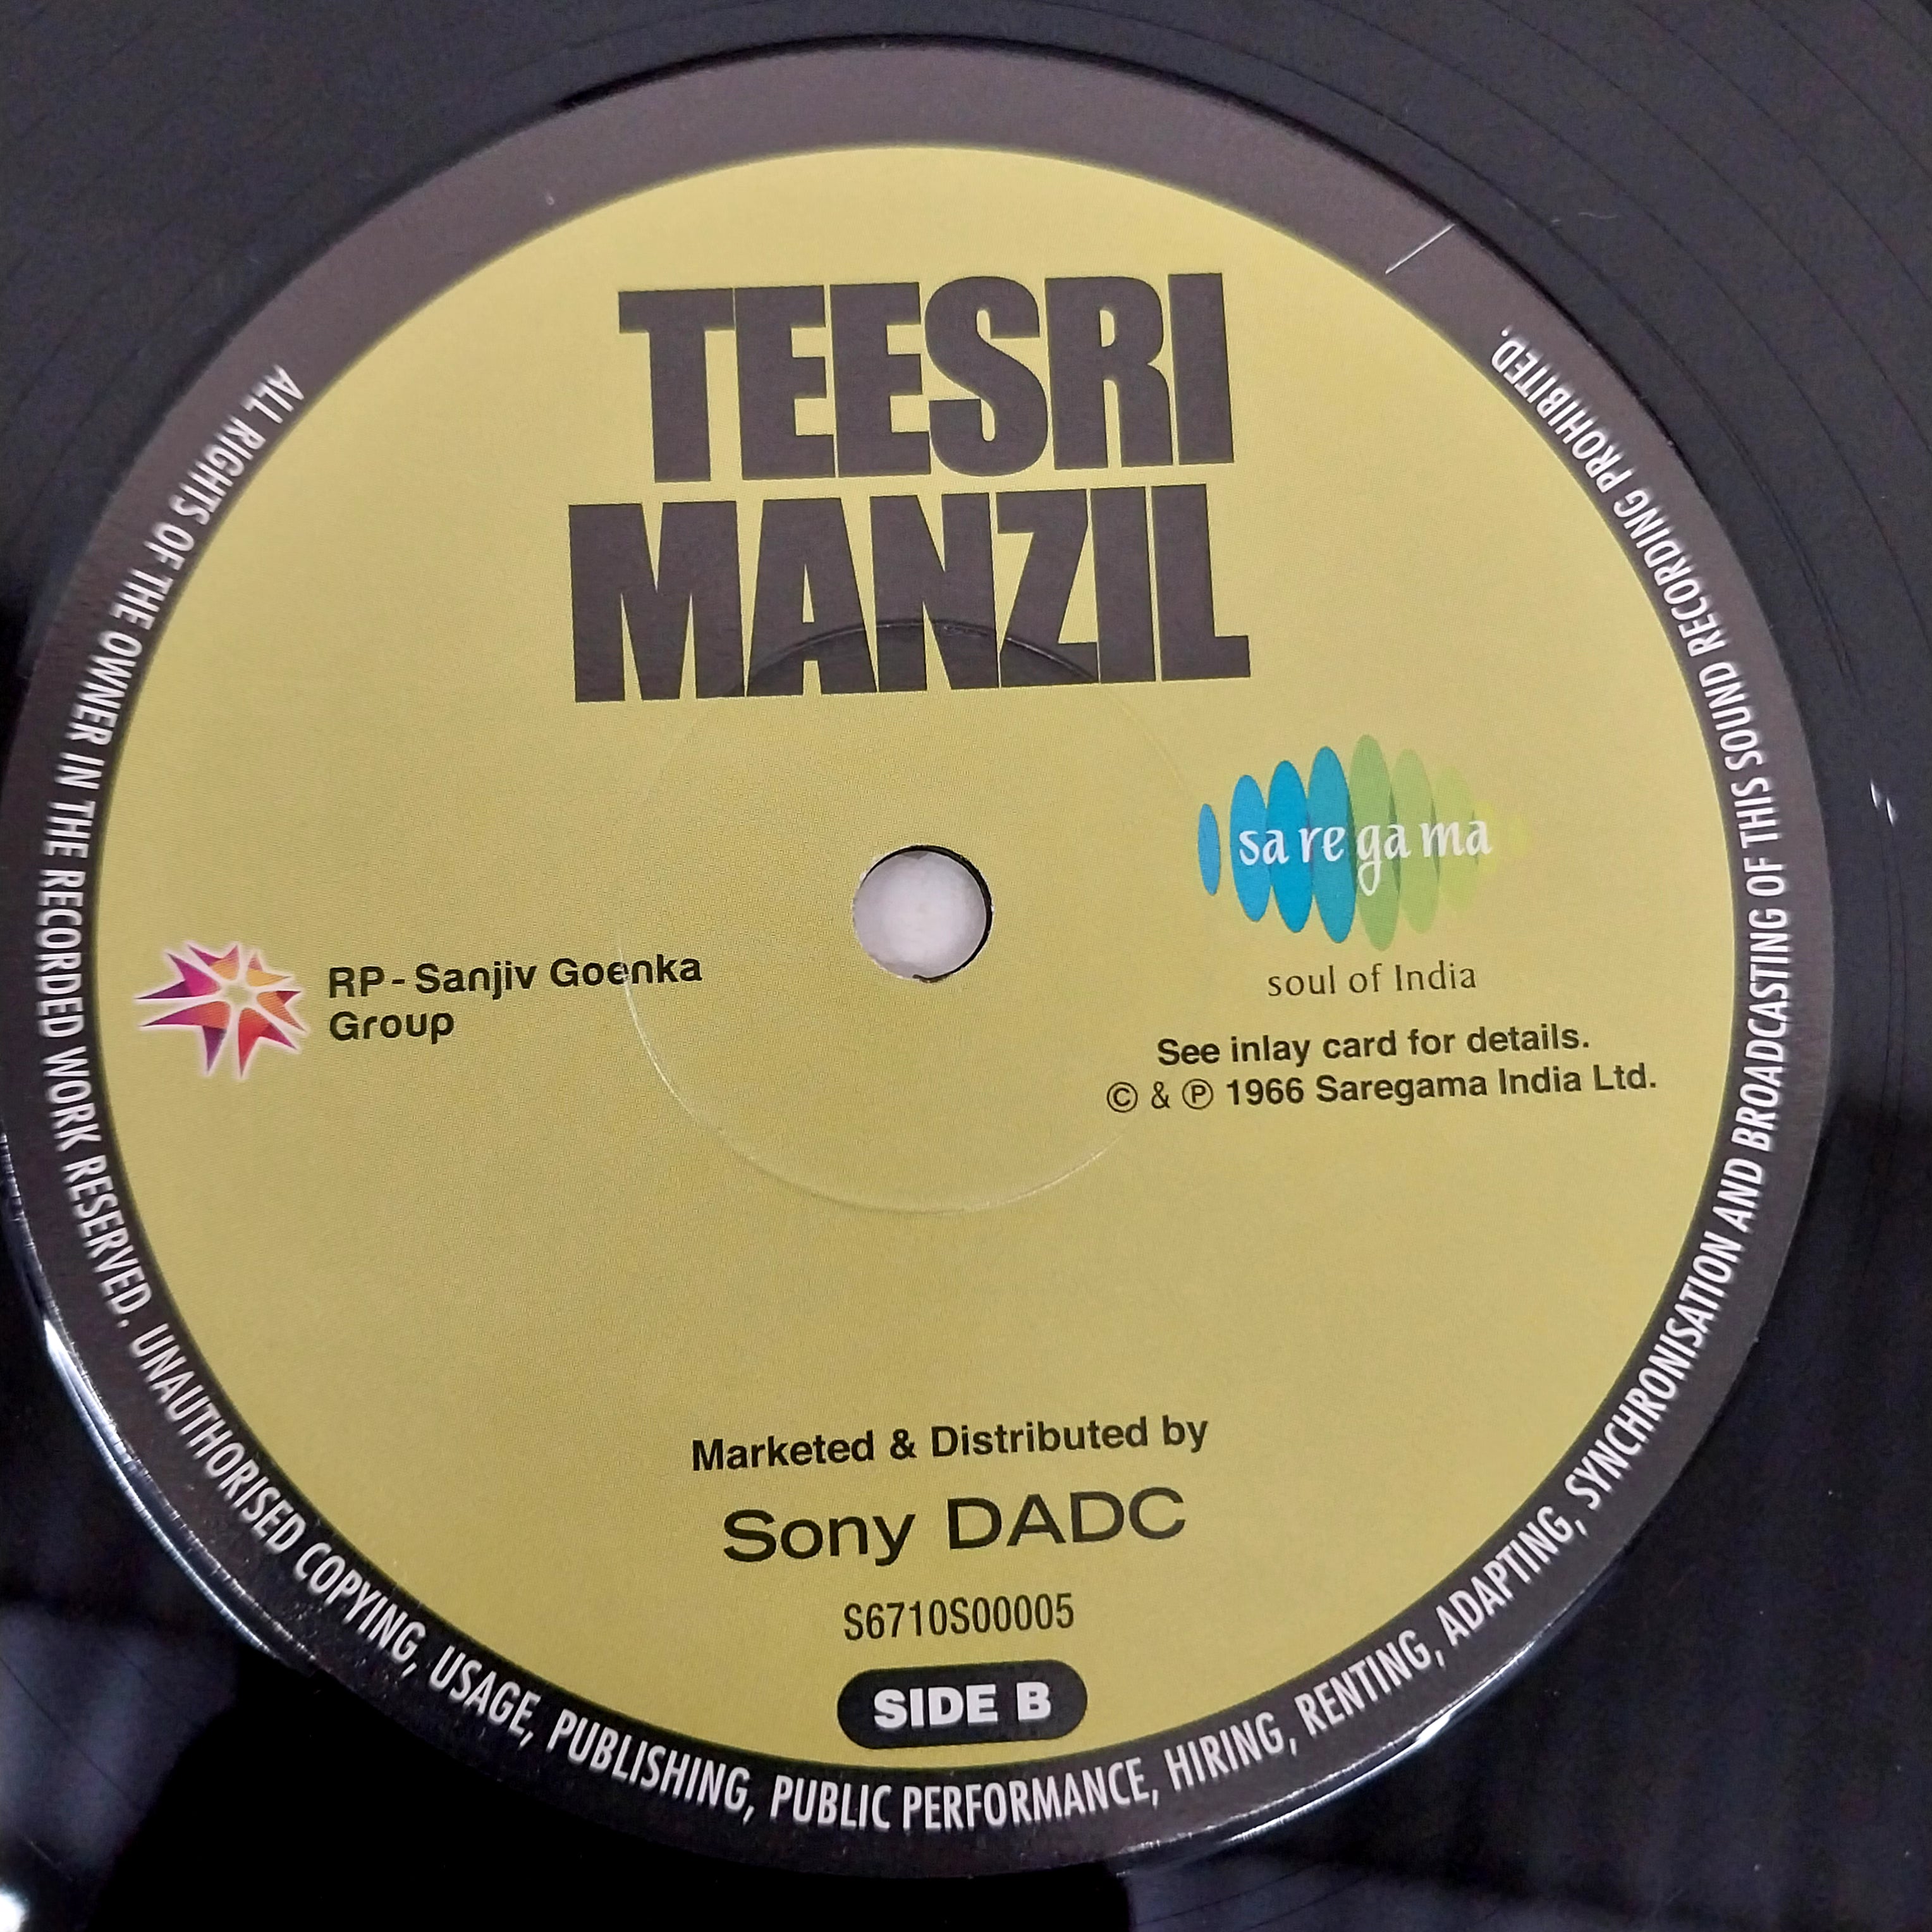 TEESRI
MANZIL
sa re ga ma
soul of India
RP - Sanjiv Goenka
Group
See inlay card for details.
© & ℗ 1966 Saregama India Ltd.
Marketed & Distributed by
Sony DADC
S6710S00005
SIDE B
ALL RIGHTS OF THE OWNER IN THE RECORDED WORK RESERVED. UNAUTHORISED COPYING, USAGE, PUBLISHING, PUBLIC PERFORMANCE, HIRING, RENTING, ADAPTING, SYNCHRONISATION AND BROADCASTING OF THIS SOUND RECORDING PROHIBITED.